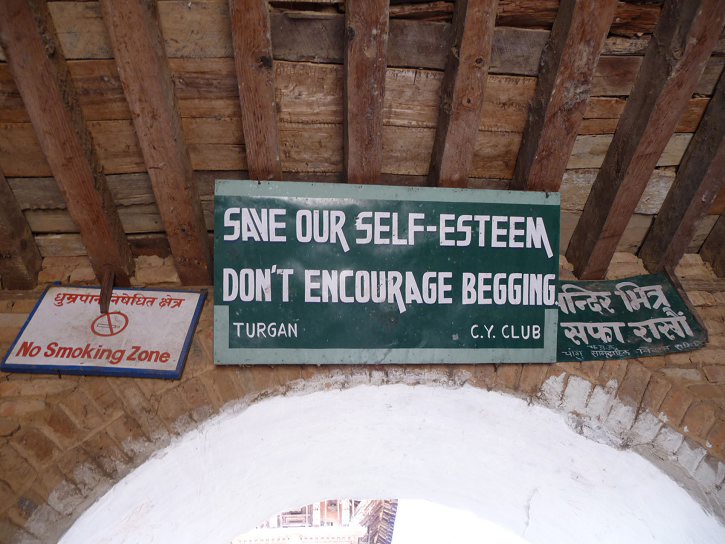 धुम्रपान निषेधित क्षेत्र
No Smoking Zone
SAVE OUR SELF-ESTEEM
DON'T ENCOURAGE BEGGING
TURGAN C.Y. CLUB
मन्दिर भित्र
सफा राखौं